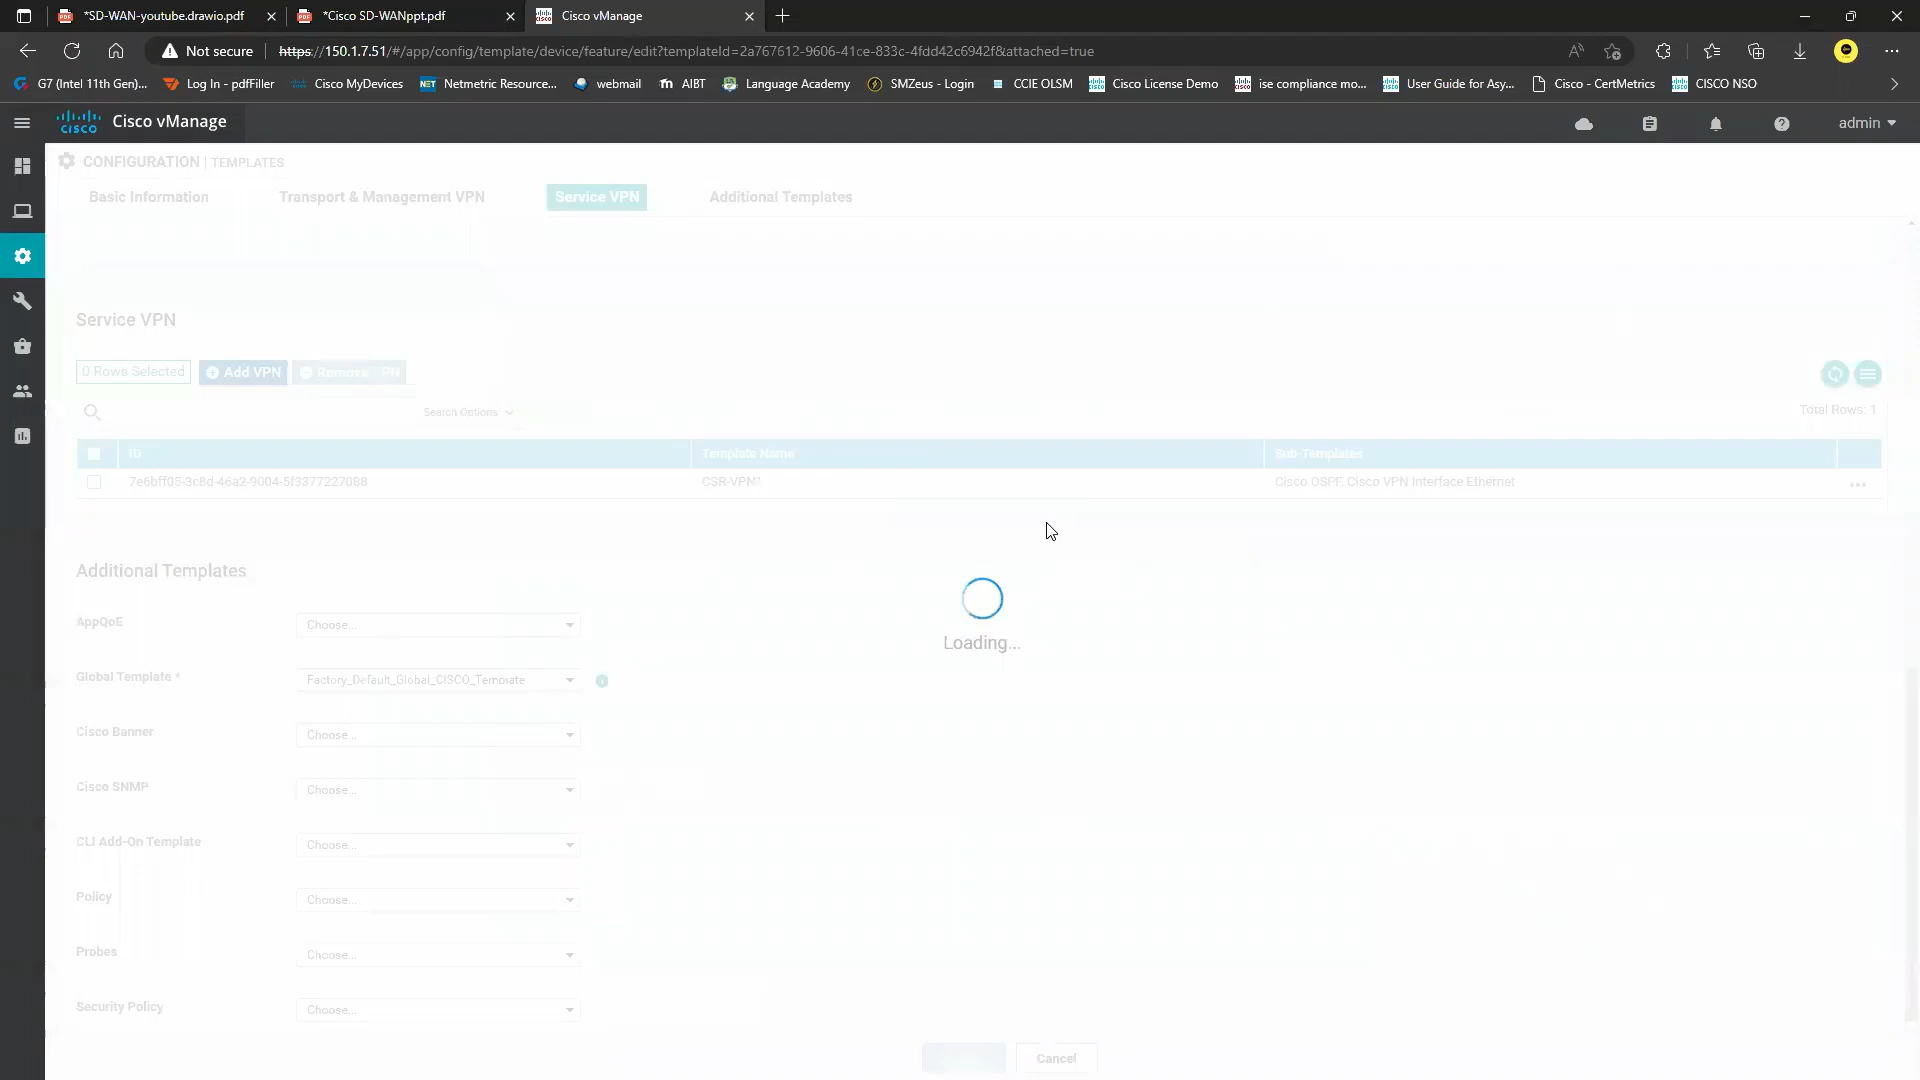 *SD-WAN-youtube.drawio.pdf
*Cisco SD-WANppt.pdf
Cisco vManage
Not secure
https://150.1.7.51/#/app/config/template/device/feature/edit?templateId=2a767612-9606-41ce-833c-4fdd42c6942f&attached=true
G7 (Intel 11th Gen)...
Log In - pdfFiller
Cisco MyDevices
Netmetric Resource...
webmail
AIBT
Language Academy
SMZeus - Login
CCIE OLSM
Cisco License Demo
ise compliance mo...
User Guide for Asy...
Cisco - CertMetrics
CISCO NSO
CISCO
Cisco vManage
admin
CONFIGURATION | TEMPLATES
Basic Information
Transport & Management VPN
Service VPN
Additional Templates
Service VPN
0 Rows Selected
Add VPN
Remove VPN
Search Options
Total Rows: 1
ID
Template Name
Sub-Templates
7e6bff05-3c8d-46a2-9004-5f3377227088
Cisco OSPF, Cisco VPN Interface Ethernet
Additional Templates
Loading...
AppQoE
Choose...
Global Template *
Factory_Default_Global_CISCO_Template
Cisco Banner
Choose...
Cisco SNMP
Choose...
CLI Add-On Template
Choose...
Policy
Choose...
Probes
Choose...
Security Policy
Choose...
Cancel